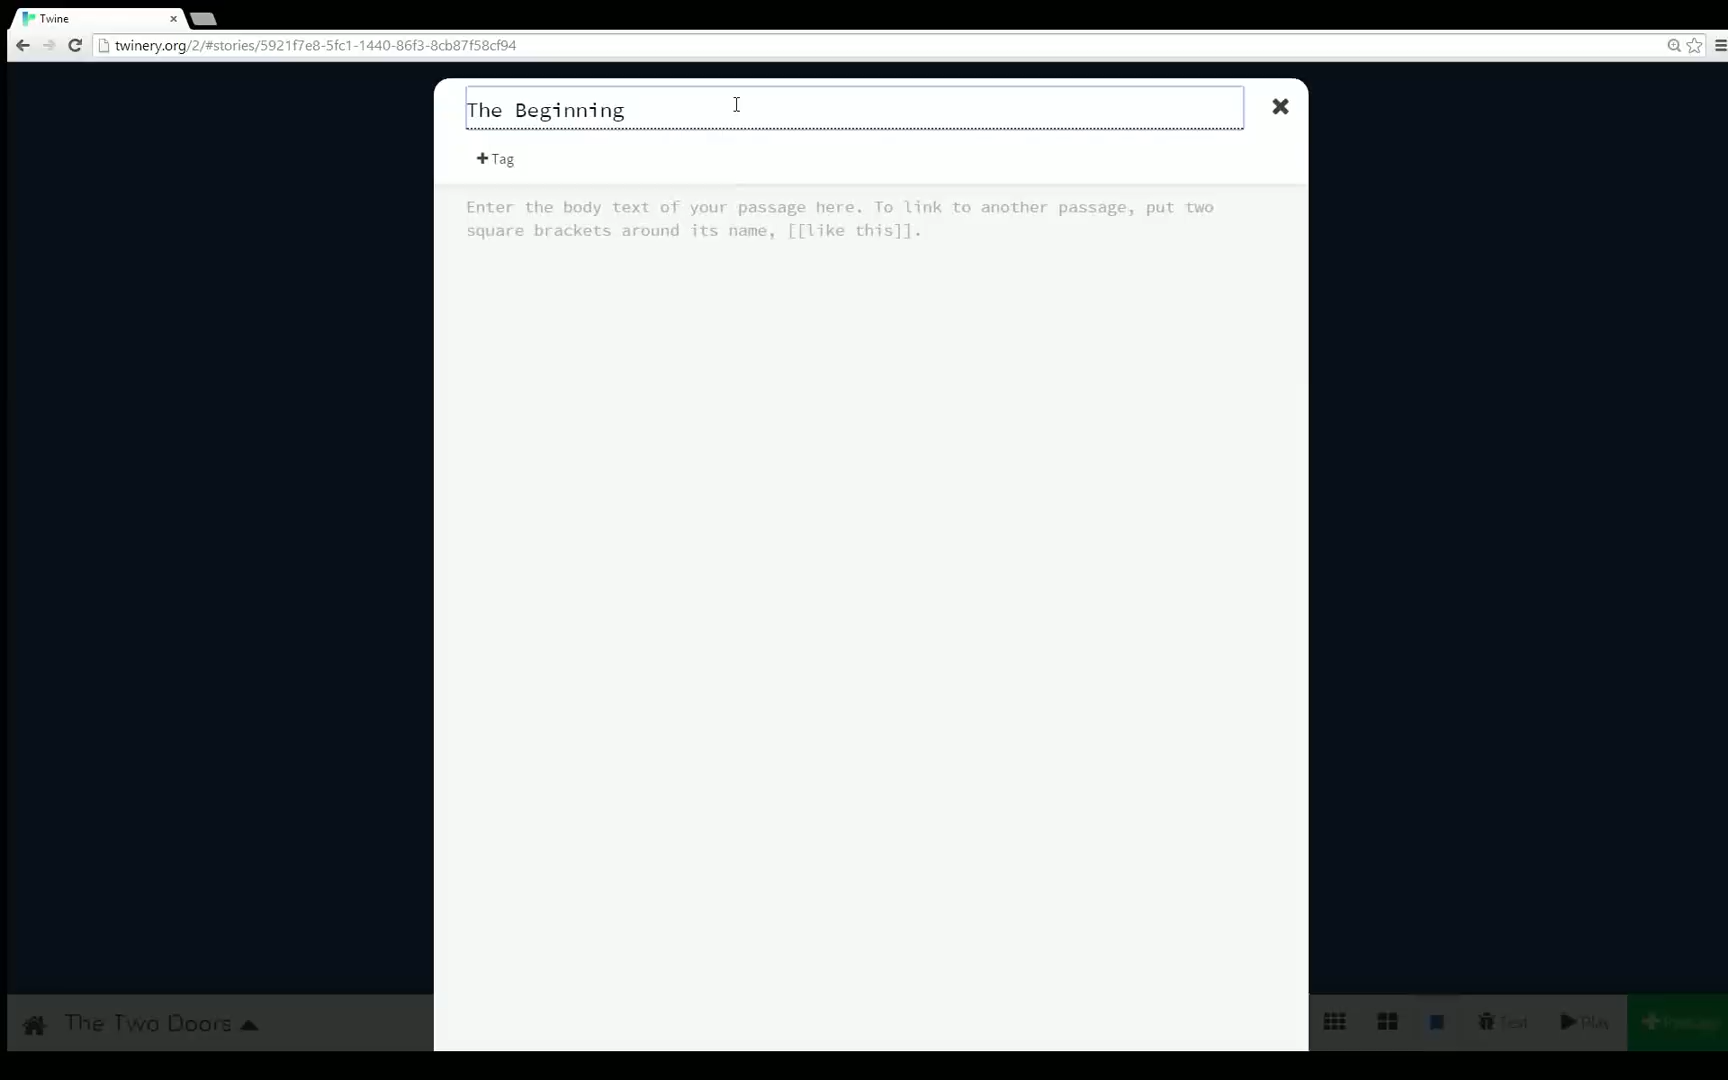 Twine
twinery.org/2/#stories/5921f7e8-5fc1-1440-86f3-8cb87f58cf94
The Beginning
Tag
Enter the body text of your passage here. To link to another passage, put two
square brackets around its name, [[like this]].
The Two Doors
Test
Play